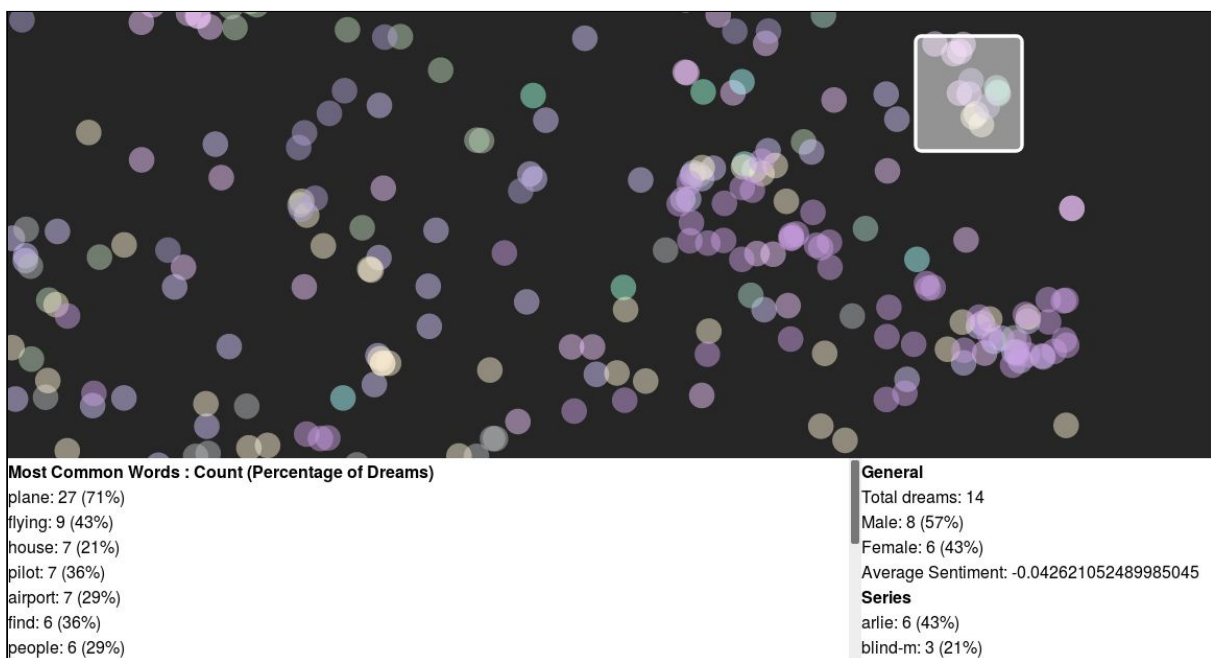 Most Common Words : Count (Percentage of Dreams)
plane: 27 (71%)
flying: 9 (43%)
house: 7 (21%)
pilot: 7 (36%)
airport: 7 (29%)
find: 6 (36%)
people: 6 (29%)
General
Total dreams: 14
Male: 8 (57%)
Female: 6 (43%)
Average Sentiment: -0.042621052489985045
Series
arlie: 6 (43%)
blind-m: 3 (21%)